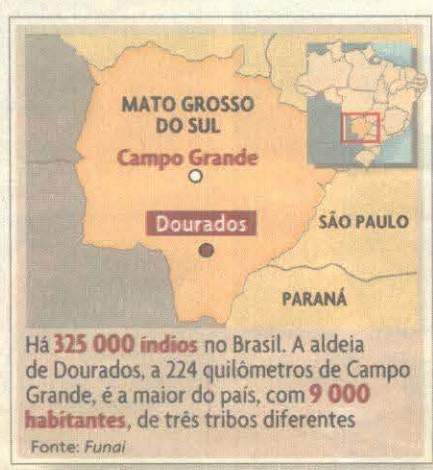 MATO GROSSO
DO SUL
Campo Grande
Dourados
SÃO PAULO
PARANÁ
Há 325 000 índios no Brasil. A aldeia
de Dourados, a 224 quilômetros de Campo
Grande, é a maior do país, com 9 000
habitantes, de três tribos diferentes
Fonte: Funai